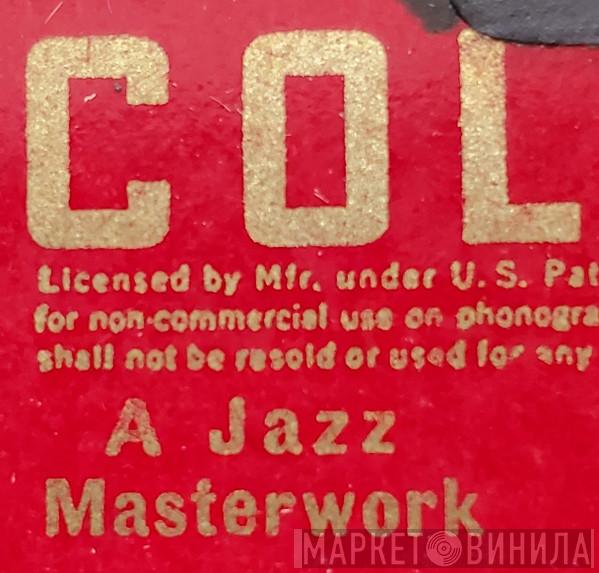 COL
Licensed by Mfr. under U. S. Pat
for non-commercial use on phonogra
shall not be resold or used for any
A Jazz
Masterwork
МАРКЕТ ВИНИЛА